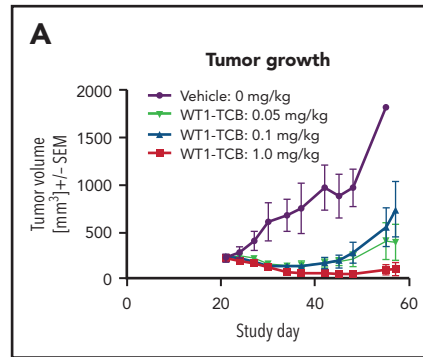 A
Tumor growth
Vehicle: 0 mg/kg
WT1-TCB: 0.05 mg/kg
WT1-TCB: 0.1 mg/kg
WT1-TCB: 1.0 mg/kg
Tumor volume
[mm³]+/– SEM
2000
1500
1000
500
0
0
20
40
60
Study day